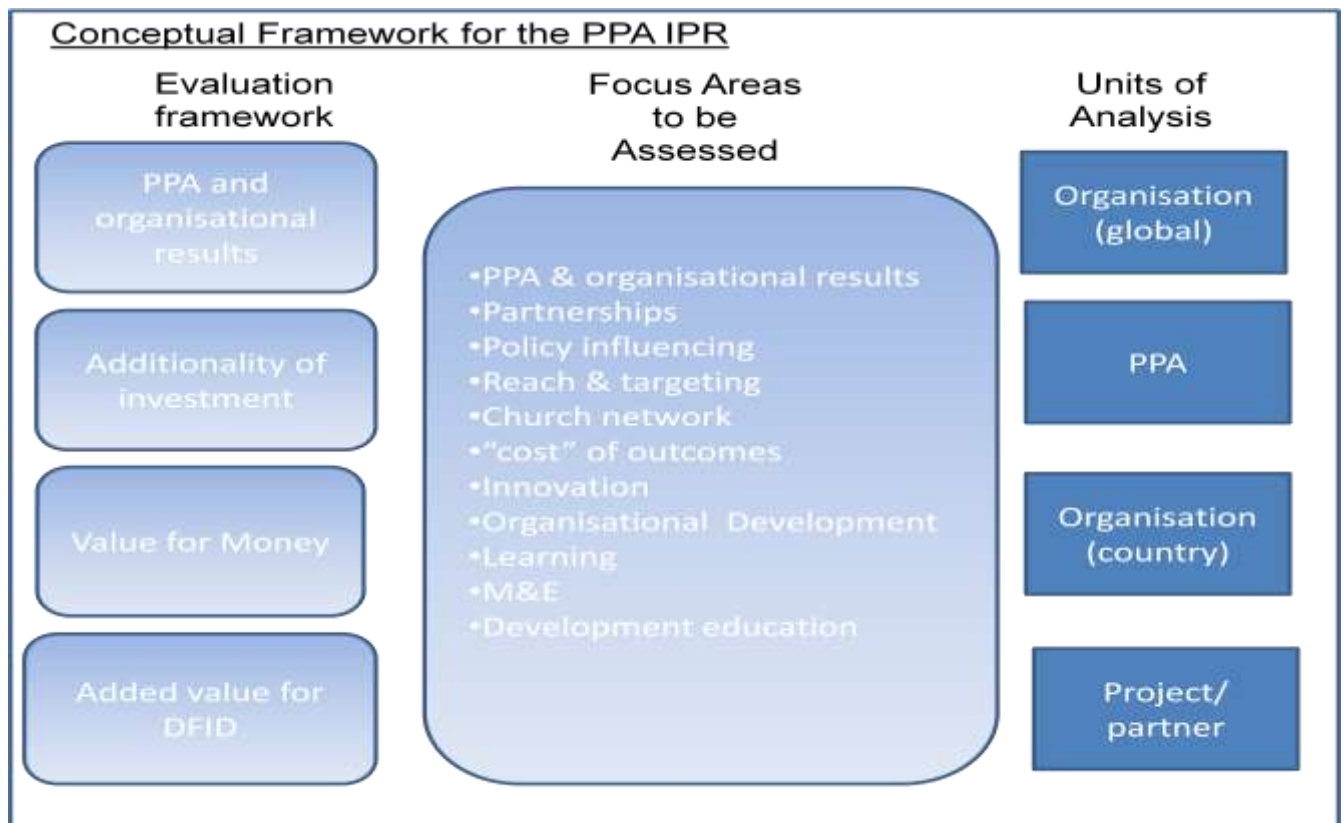 Conceptual Framework for the PPA IPR
Evaluation
framework
PPA and
organisational
results
Additionality of
investment
Value for Money
Added value for
DFID
Focus Areas
to be
Assessed
•PPA & organisational results
•Partnerships
•Policy influencing
•Reach & targeting
•Church network
•"cost" of outcomes
•Innovation
•Organisational Development
•Learning
•M&E
•Development education
Units of
Analysis
Organisation
(global)
PPA
Organisation
(country)
Project/
partner